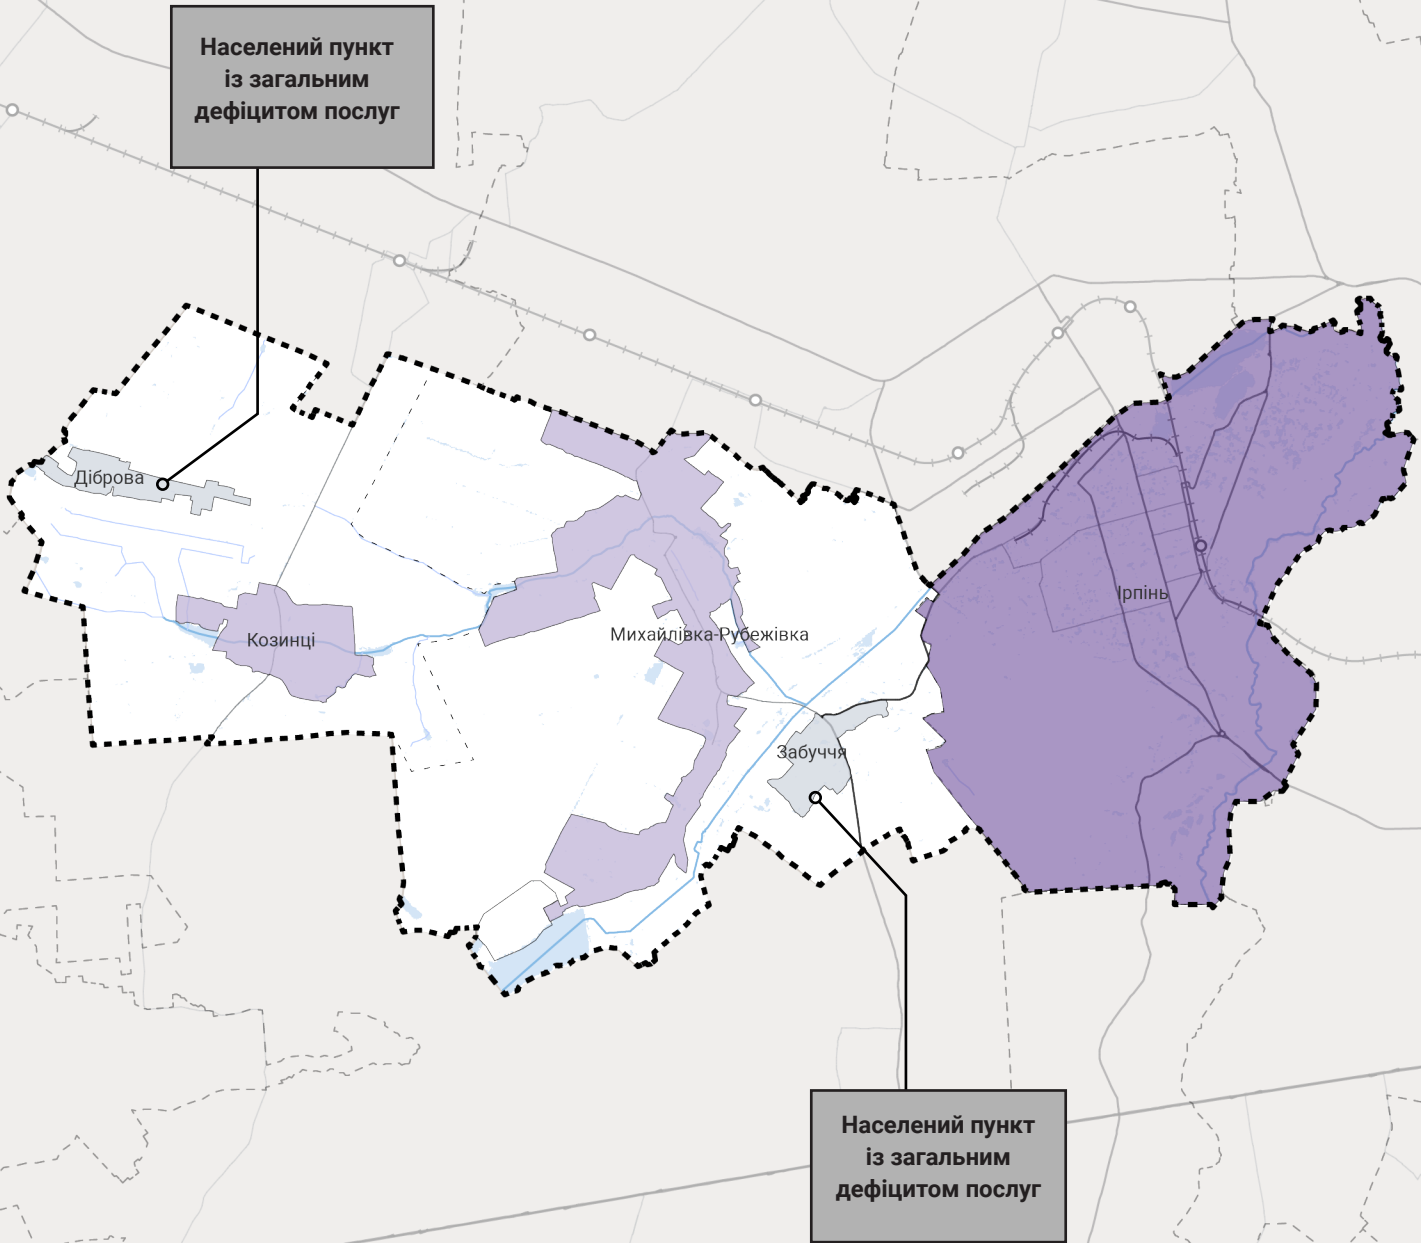 Населений пункт
із загальним
дефіцитом послуг
Діброва
Ірпінь
Козинці
Михайлівка-Рубежівка
Забуччя
Населений пункт
із загальним
дефіцитом послуг